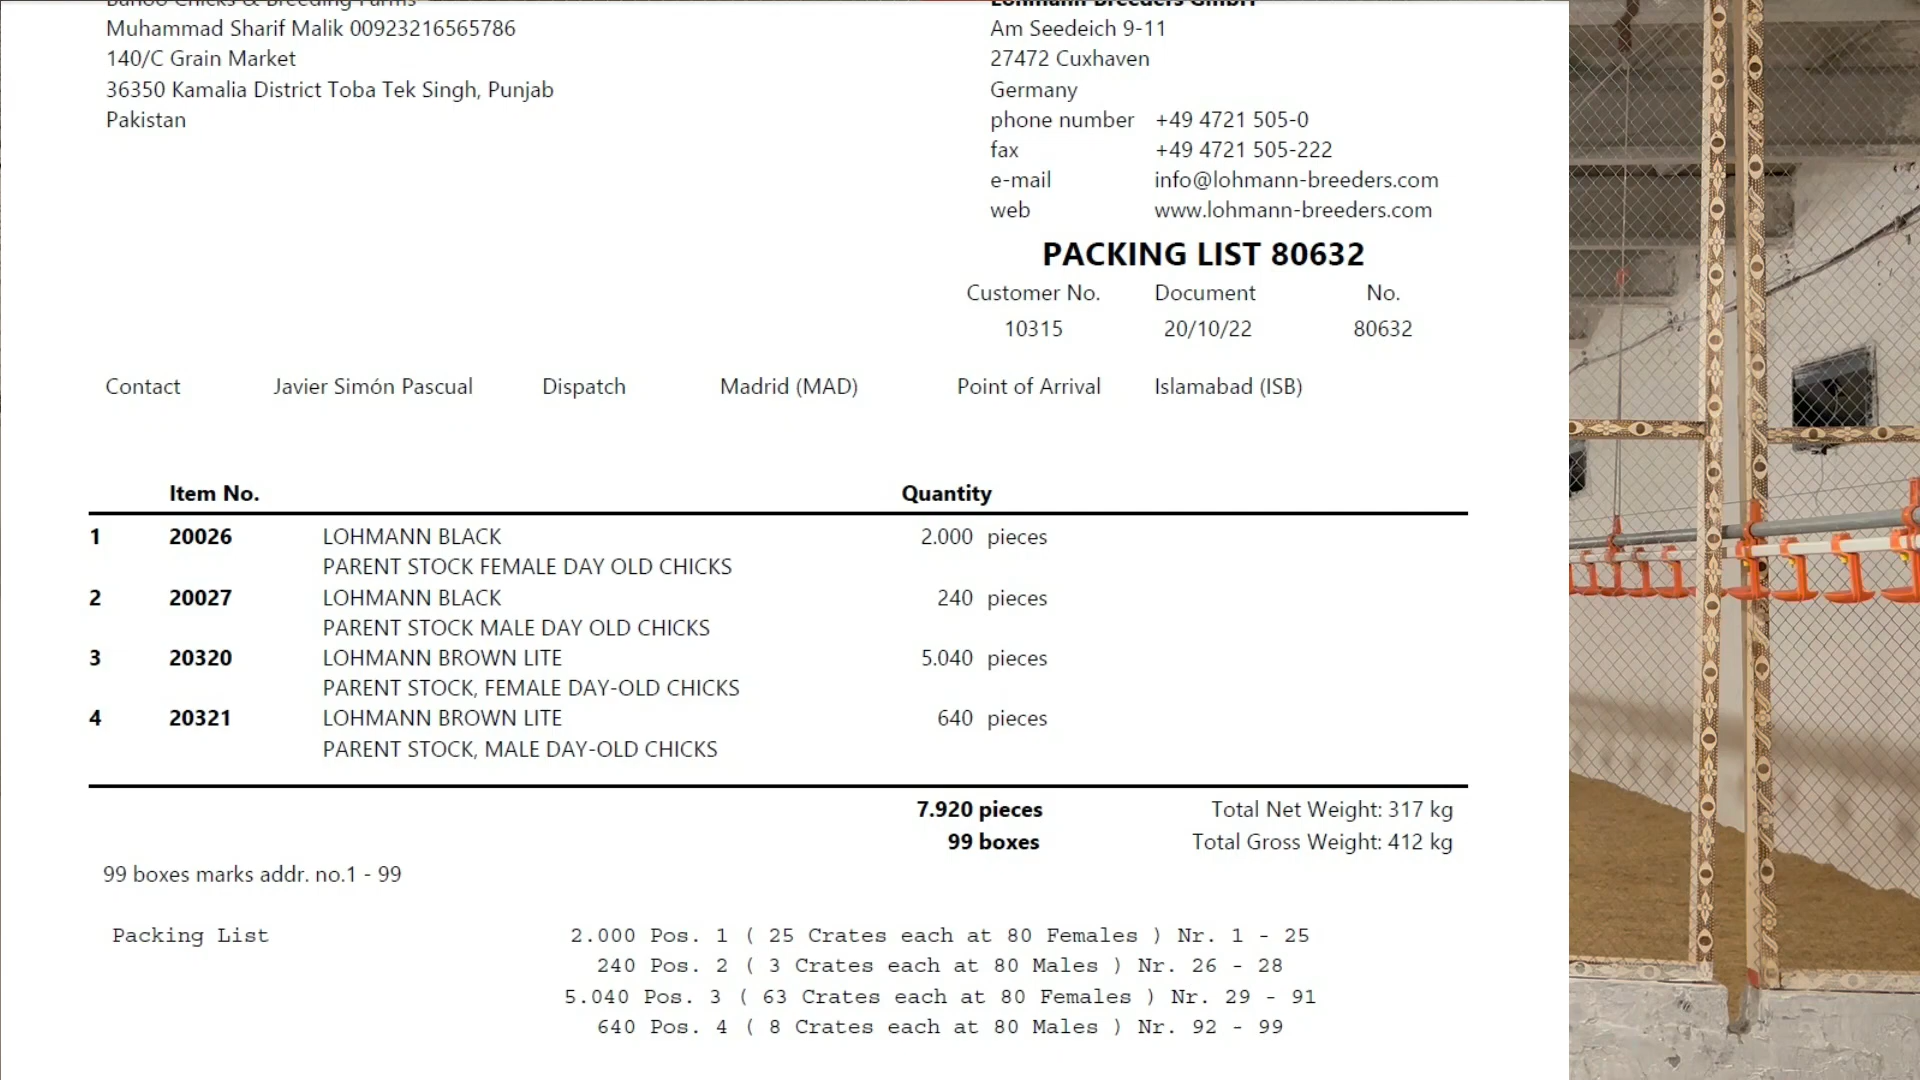 Bahoo Chicks & Breeding Farms
Muhammad Sharif Malik 00923216565786
140/C Grain Market
36350 Kamalia District Toba Tek Singh, Punjab
Pakistan
Lohmann Breeders GmbH
Am Seedeich 9-11
27472 Cuxhaven
Germany
phone number +49 4721 505-0
fax +49 4721 505-222
e-mail info@lohmann-breeders.com
web www.lohmann-breeders.com
PACKING LIST 80632
Customer No. Document No.
10315 20/10/22 80632
Contact Javier Simón Pascual Dispatch Madrid (MAD) Point of Arrival Islamabad (ISB)
Item No. Quantity
1 20026 LOHMANN BLACK 2.000 pieces
PARENT STOCK FEMALE DAY OLD CHICKS
2 20027 LOHMANN BLACK 240 pieces
PARENT STOCK MALE DAY OLD CHICKS
3 20320 LOHMANN BROWN LITE 5.040 pieces
PARENT STOCK, FEMALE DAY-OLD CHICKS
4 20321 LOHMANN BROWN LITE 640 pieces
PARENT STOCK, MALE DAY-OLD CHICKS
7.920 pieces Total Net Weight: 317 kg
99 boxes Total Gross Weight: 412 kg
99 boxes marks addr. no.1 - 99
Packing List 2.000 Pos. 1 ( 25 Crates each at 80 Females ) Nr. 1 - 25
240 Pos. 2 ( 3 Crates each at 80 Males ) Nr. 26 - 28
5.040 Pos. 3 ( 63 Crates each at 80 Females ) Nr. 29 - 91
640 Pos. 4 ( 8 Crates each at 80 Males ) Nr. 92 - 99